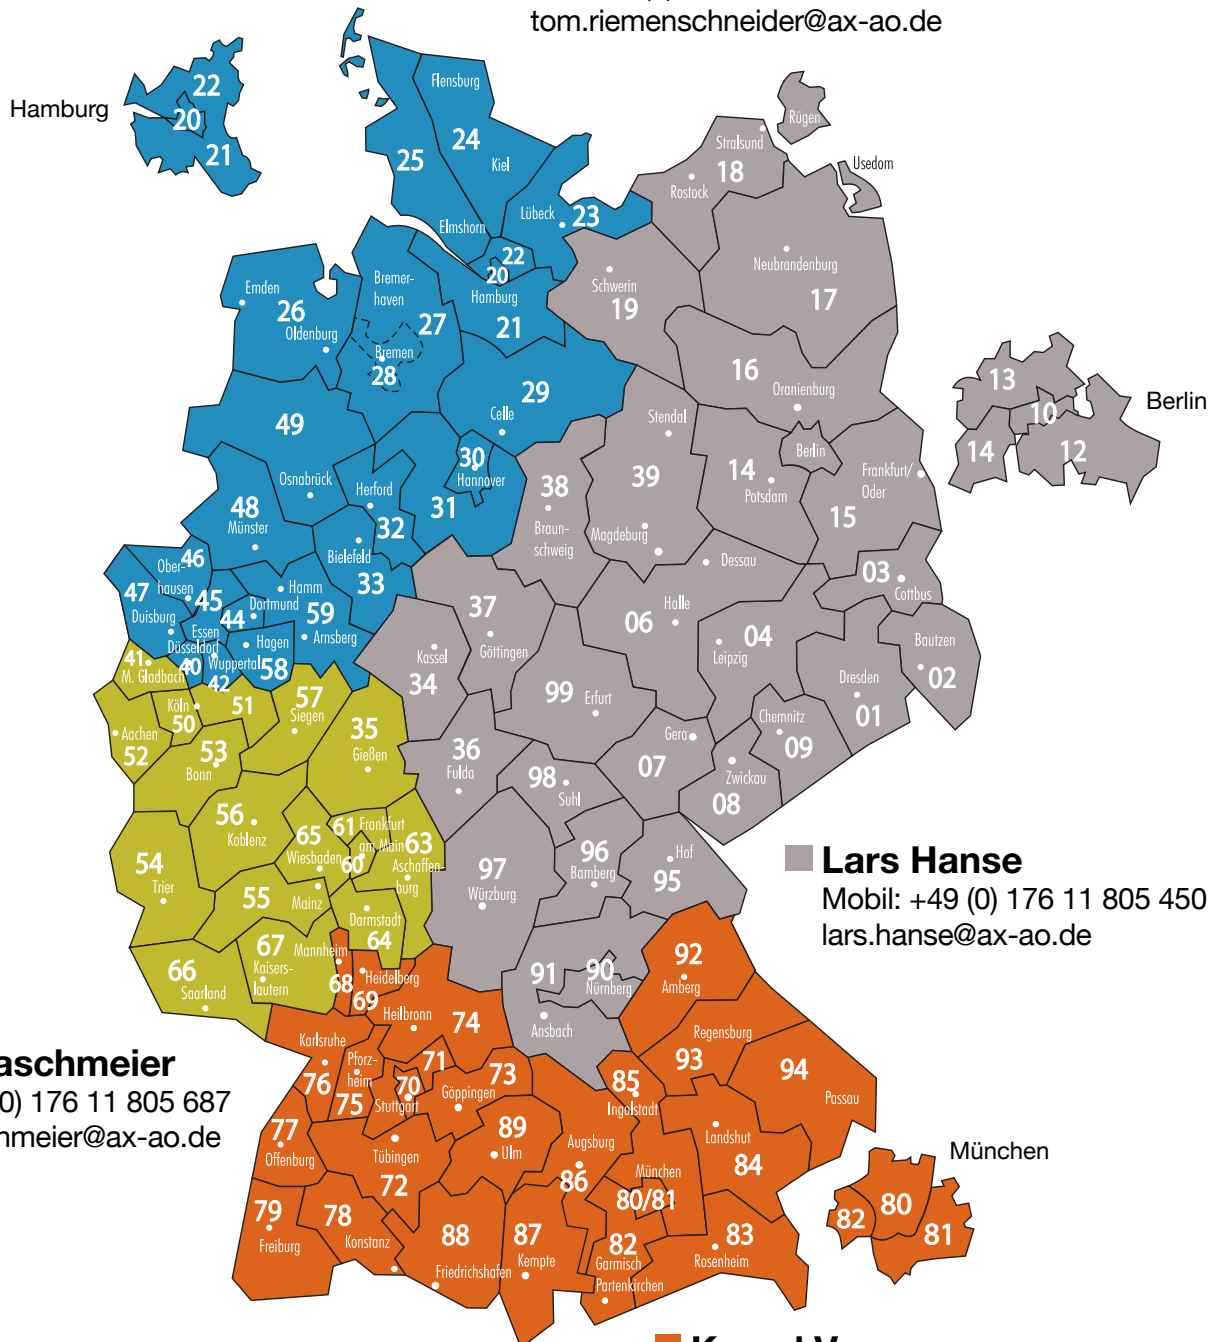 tom.riemenschneider@ax-ao.de
Hamburg
22
20
21
Flensburg
24
25
Kiel
Elmshorn
Lübeck
23
22
20
Hamburg
21
Rügen
Stralsund
18
Rostock
Usedom
Neubrandenburg
17
Schwerin
19
Emden
26
Oldenburg
Bremer-
haven
27
Bremen
28
29
Celle
16
Oranienburg
13
10
14
12
Berlin
49
Osnabrück
30
Hannover
31
Herford
32
48
Münster
Bielefeld
33
38
Braun-
schweig
Stendal
39
Magdeburg
14
Potsdam
Berlin
Frankfurt/
Oder
15
03
Cottbus
46
Ober-
hausen
47
Duisburg
45
Essen
44
Dortmund
Hamm
59
Arnsberg
Düsseldorf
40
Wuppertal
42
Hagen
58
37
Göttingen
Kassel
34
Dessau
Halle
06
04
Leipzig
Bautzen
02
Dresden
01
Chemnitz
09
Zwickau
08
Gera
07
99
Erfurt
98
Suhl
36
Fulda
41
M. Gladbach
Köln
50
51
Aachen
52
53
Bonn
57
Siegen
35
Gießen
56
Koblenz
65
Wiesbaden
61
Frankfurt
am Main
60
63
Aschaffen-
burg
54
Trier
55
Mainz
Darmstadt
64
67
Kaisers-
lautern
66
Saarland
97
Würzburg
96
Bamberg
Hof
95
91
Ansbach
90
Nürnberg
Lars Hanse
Mobil: +49 (0) 176 11 805 450
lars.hanse@ax-ao.de
Mannheim
68
Heidelberg
69
Heilbronn
74
Karlsruhe
76
Pforz-
heim
75
71
70
Stuttgart
73
Göppingen
92
Amberg
Regensburg
93
94
Passau
85
Ingolstadt
aschmeier
0) 176 11 805 687
nmeier@ax-ao.de
77
Offenburg
Tübingen
72
89
Ulm
Augsburg
86
Landshut
84
München
80/81
79
Freiburg
78
Konstanz
88
Friedrichshafen
87
Kempte
82
Garmisch
Partenkirchen
83
Rosenheim
München
82
80
81